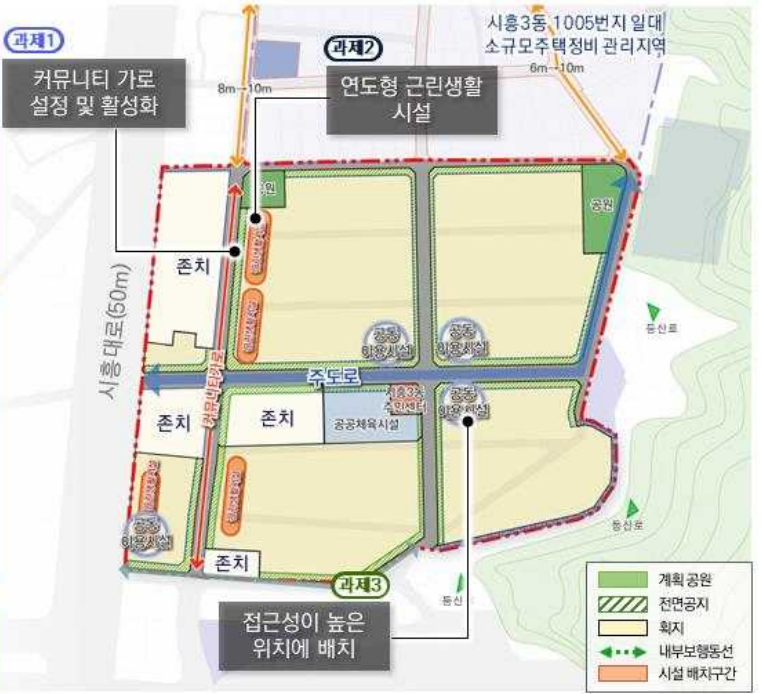 과제1
커뮤니티 가로
설정 및 활성화
과제2
연도형 근린생활
시설
시흥3동 1005번지 일대
소규모주택정비 관리지역
8m→10m
6m→10m
공원
공원
존치
시흥대로(50m)
커뮤니티가로
공동
이용시설
공동
이용시설
등산로
주도로
존치
존치
시흥3동
주민센터
공공체육시설
공동
이용시설
공동
이용시설
등산로
존치
등산
과제3
접근성이 높은
위치에 배치
계획 공원
전면공지
획지
내부보행동선
시설 배치구간